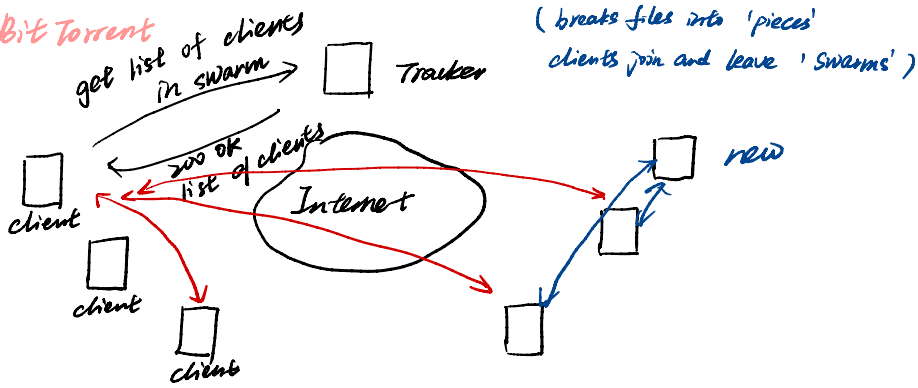 Bit Torrent
get list of clients
in swarm
Tracker
(breaks files into 'pieces'
clients join and leave 'swarms')
200 OK
list of clients
client
Internet
new
client
client